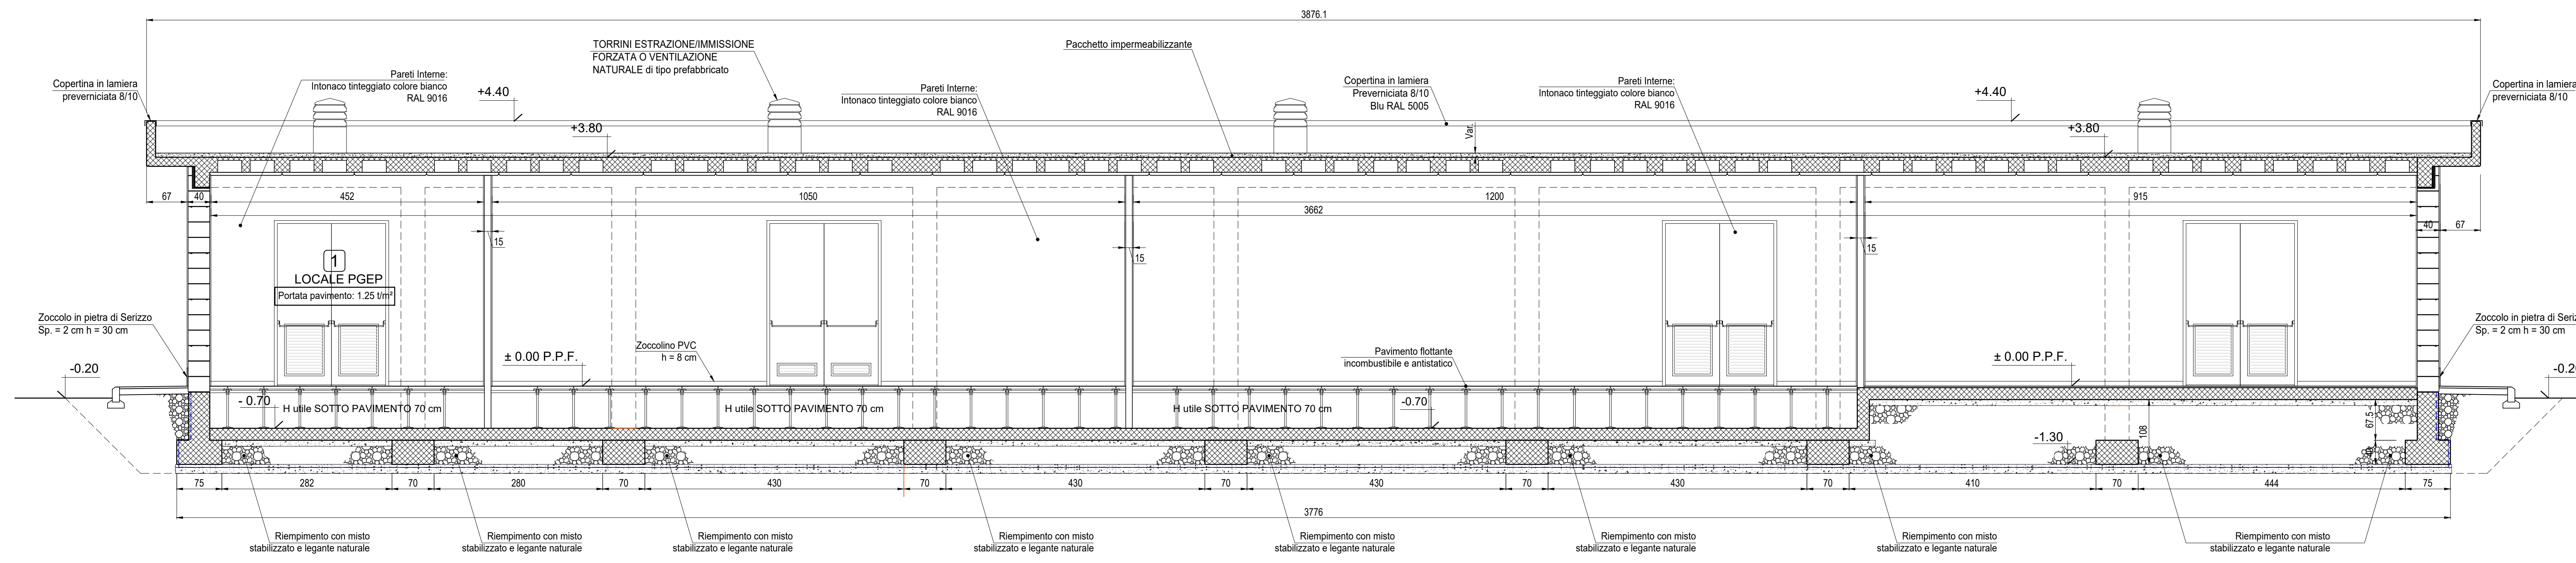 3876.1
TORRINI ESTRAZIONE/IMMISSIONE
FORZATA O VENTILAZIONE
NATURALE di tipo prefabbricato
Pacchetto impermeabilizzante
Copertina in lamiera
preverniciata 8/10
Pareti Interne:
Intonaco tinteggiato colore bianco
RAL 9016
+4.40
+3.80
Pareti Interne:
Intonaco tinteggiato colore bianco
RAL 9016
Copertina in lamiera
Preverniciata 8/10
Blu RAL 5005
Var.
Pareti Interne:
Intonaco tinteggiato colore bianco
RAL 9016
+4.40
+3.80
Copertina in lamiera
preverniciata 8/10
67
40
452
1050
1200
915
3662
40
67
15
15
15
1
LOCALE PGEP
Portata pavimento: 1.25 t/m²
Zoccolo in pietra di Serizzo
Sp. = 2 cm h = 30 cm
-0.20
± 0.00 P.P.F.
Zoccolino PVC
h = 8 cm
Pavimento flottante
incombustibile e antistatico
± 0.00 P.P.F.
Zoccolo in pietra di Seriz
Sp. = 2 cm h = 30 cm
-0.20
- 0.70
H utile SOTTO PAVIMENTO 70 cm
H utile SOTTO PAVIMENTO 70 cm
H utile SOTTO PAVIMENTO 70 cm
-0.70
-1.30
108
67.5
40
75
282
70
280
70
430
70
430
70
430
70
430
70
410
70
444
75
3776
Riempimento con misto
stabilizzato e legante naturale
Riempimento con misto
stabilizzato e legante naturale
Riempimento con misto
stabilizzato e legante naturale
Riempimento con misto
stabilizzato e legante naturale
Riempimento con misto
stabilizzato e legante naturale
Riempimento con misto
stabilizzato e legante naturale
Riempimento con misto
stabilizzato e legante naturale
Riempimento con misto
stabilizzato e legante naturale